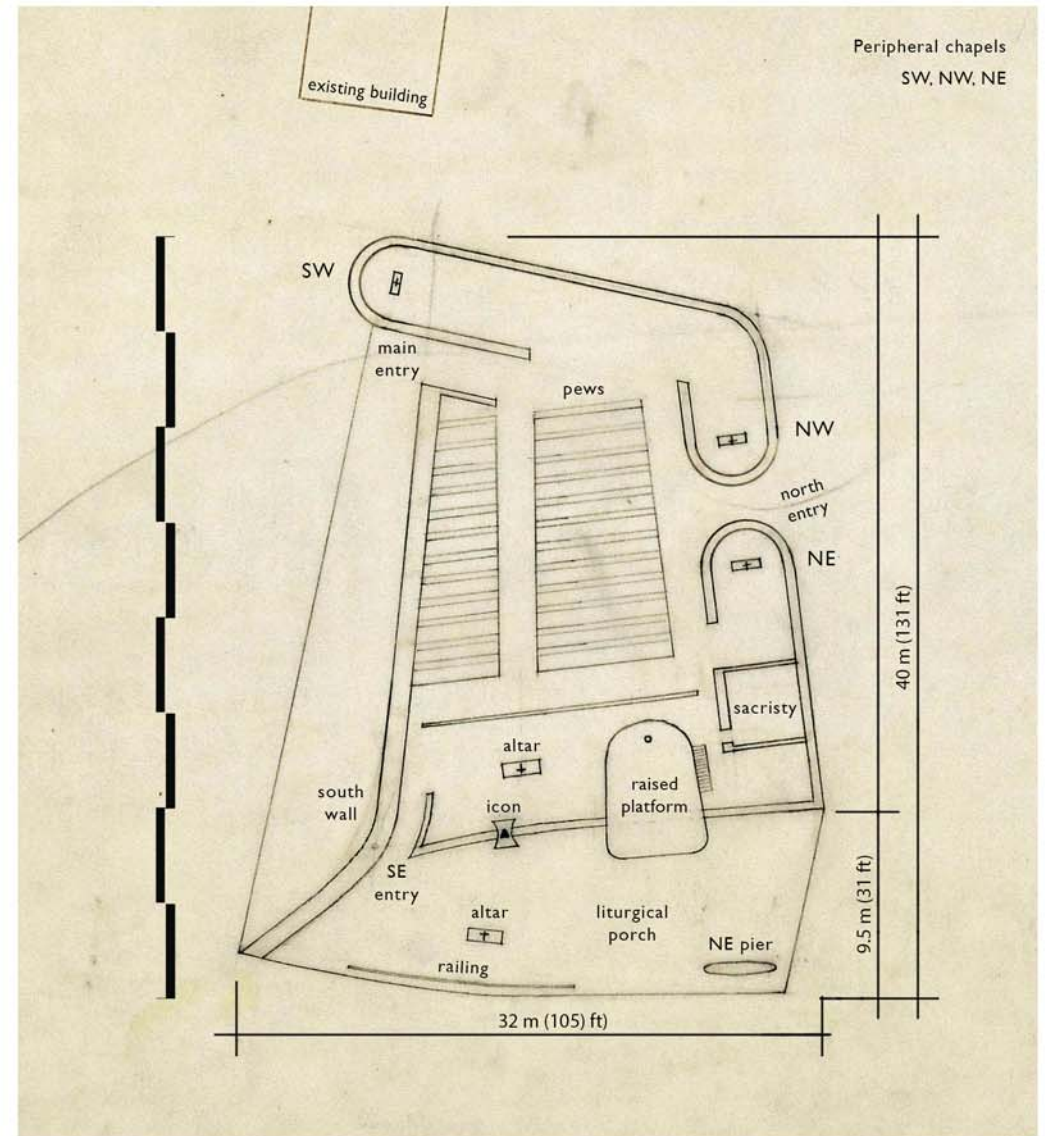 Peripheral chapels
SW, NW, NE
existing building
SW
main
entry
pews
NW
north
entry
NE
40 m (131 ft)
sacristy
altar
raised
platform
icon
south
wall
SE
entry
9.5 m (31 ft)
altar
liturgical
porch
NE pier
railing
32 m (105) ft)